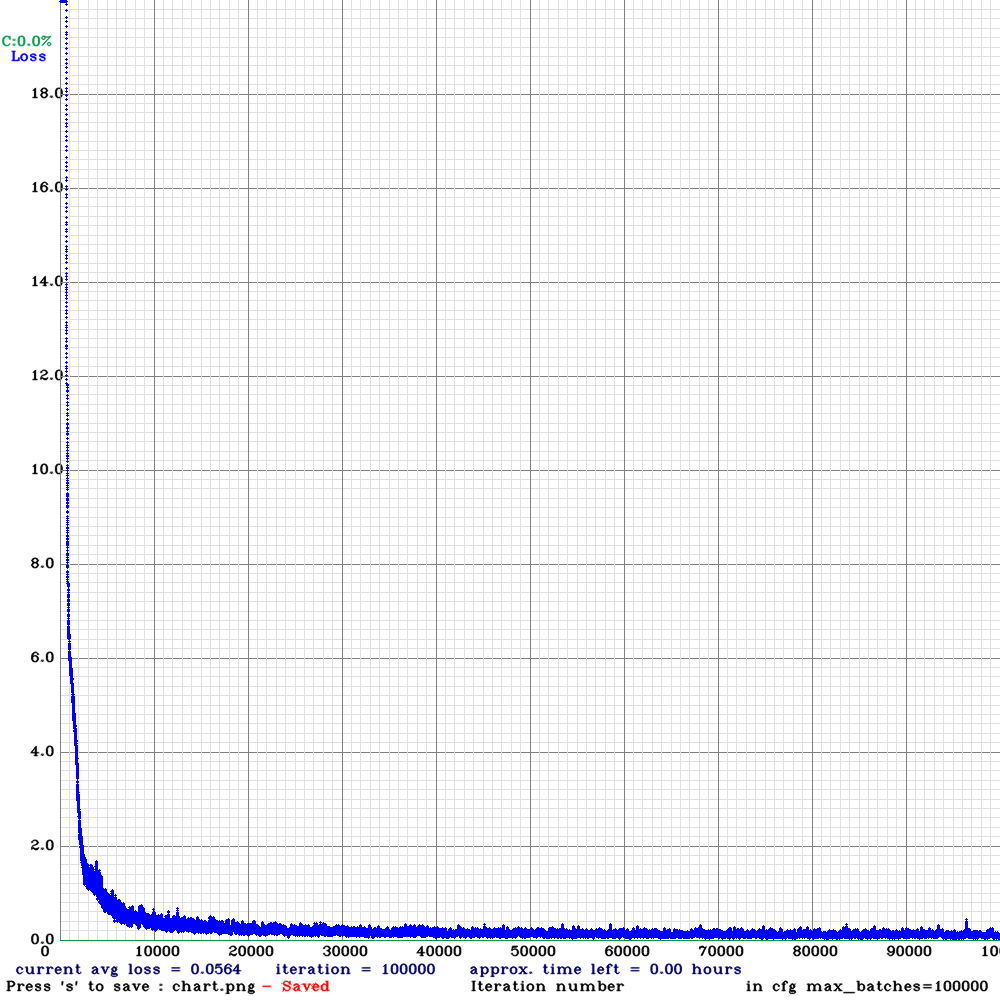 C:0.0%
Loss
18.0
16.0
14.0
12.0
10.0
8.0
6.0
4.0
2.0
0.0
0 10000 20000 30000 40000 50000 60000 70000 80000 90000 100
current avg loss = 0.0564 iteration = 100000 approx. time left = 0.00 hours
Press 's' to save : chart.png - Saved Iteration number in cfg max_batches=100000